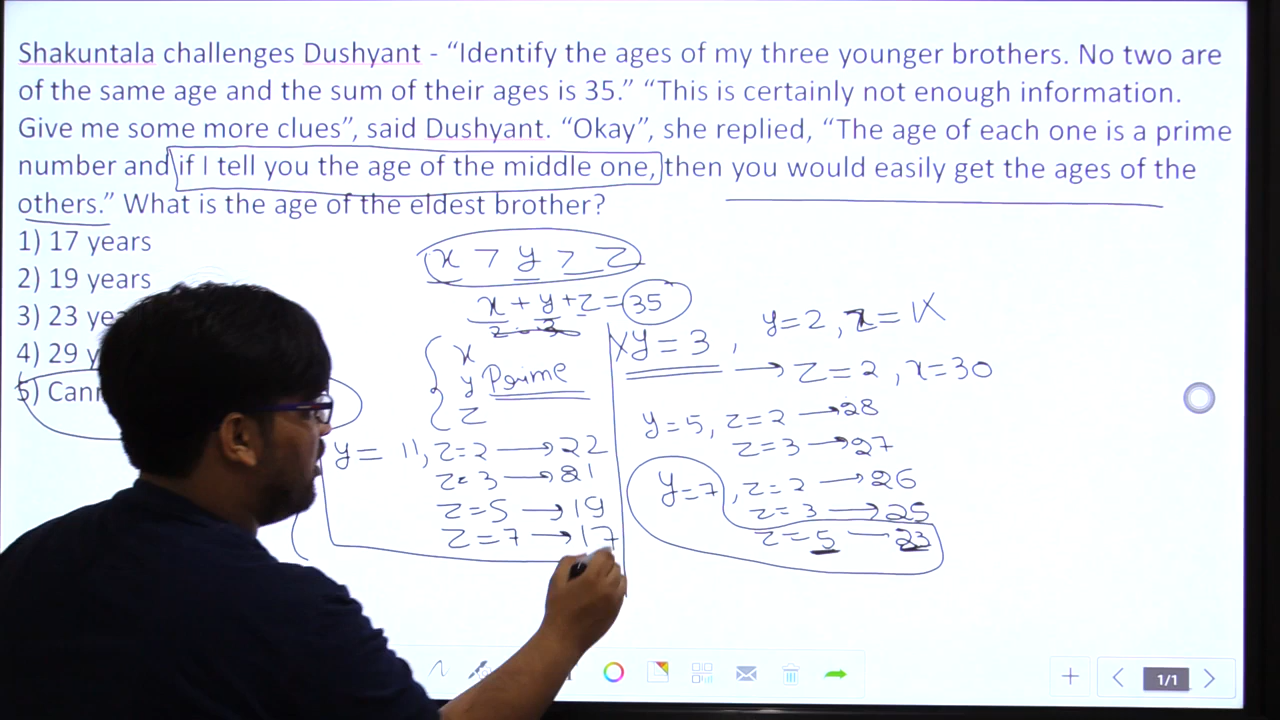 Shakuntala challenges Dushyant - “Identify the ages of my three younger brothers. No two are
of the same age and the sum of their ages is 35.” “This is certainly not enough information.
Give me some more clues”, said Dushyant. “Okay”, she replied, “The age of each one is a prime
number and if I tell you the age of the middle one, then you would easily get the ages of the
others.” What is the age of the eldest brother?
1) 17 years
2) 19 years
3) 23
4) 29
5)
x > y > z
x + y + z = 35
x
y Prime
z
y = 11, z=2 → 22
z=3 → 21
z=5 → 19
z=7 → 17
y = 3, y=2, z=1X
→ z=2, x=30
y=5, z=2 → 28
z=3 → 27
y=7, z=2 → 26
z=3 → 25
z=5 — 23
1/1